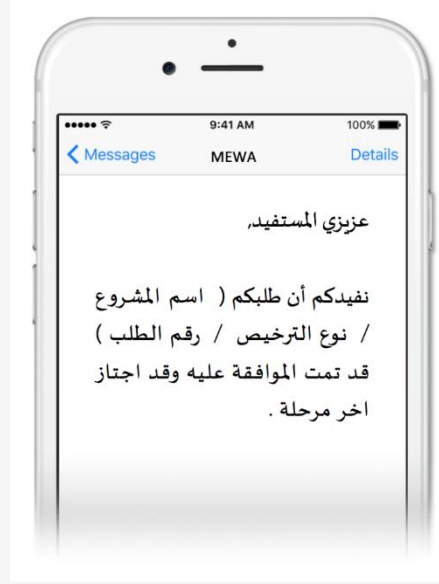 9:41 AM 100%
Messages MEWA Details
عزيزي المستفيد,
نفيدكم أن طلبكم ( اسم المشروع
/ نوع الترخيص / رقم الطلب )
قد تمت الموافقة عليه وقد اجتاز
اخر مرحلة .